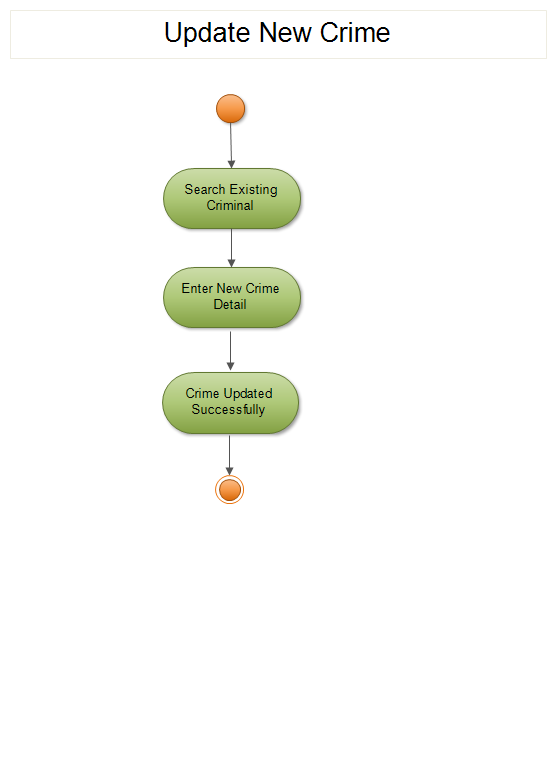 Update New Crime
Search Existing
Criminal
Enter New Crime
Detail
Crime Updated
Successfully